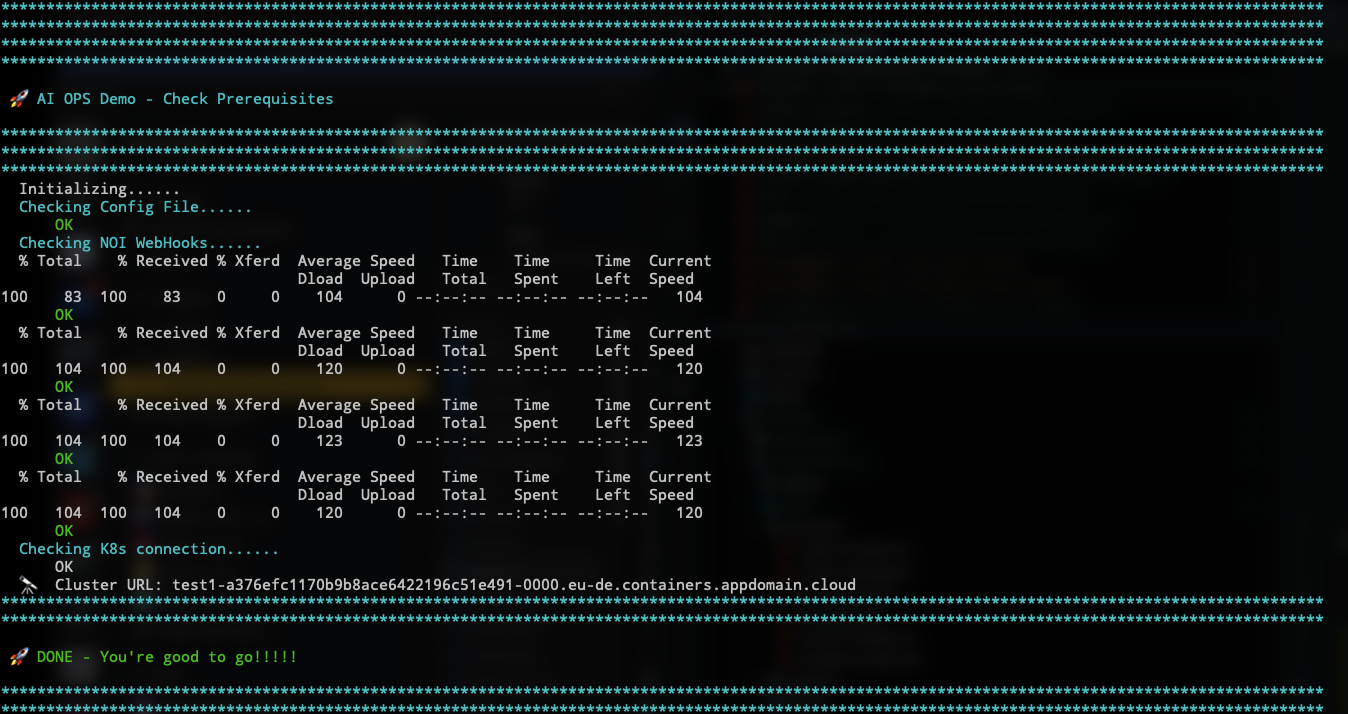 ***************************************************************************************************************************************************
***************************************************************************************************************************************************
***************************************************************************************************************************************************
***************************************************************************************************************************************************
🚀 AI OPS Demo - Check Prerequisites
***************************************************************************************************************************************************
***************************************************************************************************************************************************
***************************************************************************************************************************************************
  Initializing......
  Checking Config File......
      OK
  Checking NOI WebHooks......
  % Total    % Received % Xferd  Average Speed   Time    Time     Time  Current
                                 Dload  Upload   Total   Spent    Left  Speed
100    83  100    83    0     0    104      0 --:--:-- --:--:-- --:--:--   104
      OK
  % Total    % Received % Xferd  Average Speed   Time    Time     Time  Current
                                 Dload  Upload   Total   Spent    Left  Speed
100   104  100   104    0     0    120      0 --:--:-- --:--:-- --:--:--   120
      OK
  % Total    % Received % Xferd  Average Speed   Time    Time     Time  Current
                                 Dload  Upload   Total   Spent    Left  Speed
100   104  100   104    0     0    123      0 --:--:-- --:--:-- --:--:--   123
      OK
  % Total    % Received % Xferd  Average Speed   Time    Time     Time  Current
                                 Dload  Upload   Total   Spent    Left  Speed
100   104  100   104    0     0    120      0 --:--:-- --:--:-- --:--:--   120
      OK
  Checking K8s connection......
      OK
  🔭  Cluster URL: test1-a376efc1170b9b8ace6422196c51e491-0000.eu-de.containers.appdomain.cloud
***************************************************************************************************************************************************
***************************************************************************************************************************************************
🚀 DONE - You're good to go!!!!!
***************************************************************************************************************************************************
***************************************************************************************************************************************************